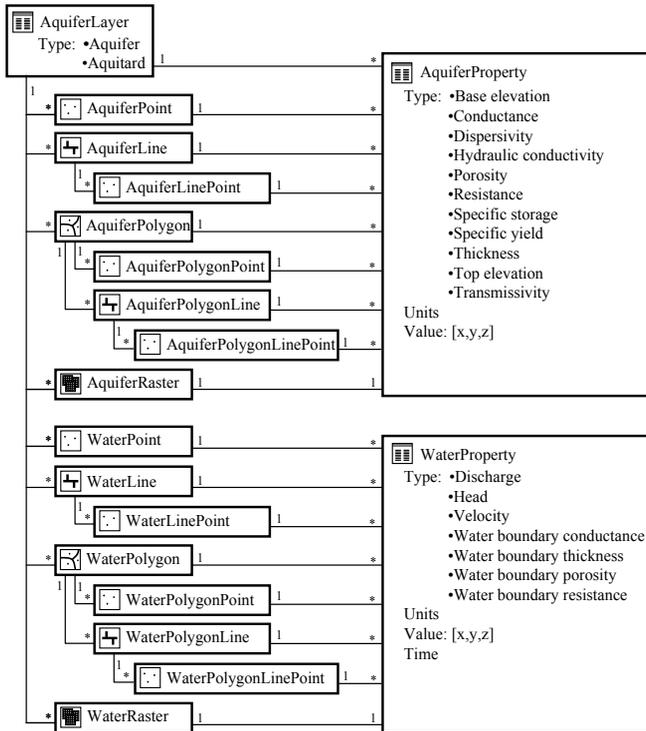 AquiferLayer
Type: •Aquifer
•Aquitard
1
*
1
AquiferProperty
Type: •Base elevation
•Conductance
•Dispersivity
•Hydraulic conductivity
•Porosity
•Resistance
•Specific storage
•Specific yield
•Thickness
•Top elevation
•Transmissivity
Units
Value: [x,y,z]
* AquiferPoint 1 *
* AquiferLine 1 *
1
* AquiferLinePoint 1 *
* AquiferPolygon 1 *
1 1
* AquiferPolygonPoint 1 *
* AquiferPolygonLine 1 *
1
* AquiferPolygonLinePoint 1 *
* AquiferRaster 1 1
WaterProperty
Type: •Discharge
•Head
•Velocity
•Water boundary conductance
•Water boundary thickness
•Water boundary porosity
•Water boundary resistance
Units
Value: [x,y,z]
Time
* WaterPoint 1 *
* WaterLine 1 *
1
* WaterLinePoint 1 *
* WaterPolygon 1 *
1 1
* WaterPolygonPoint 1 *
* WaterPolygonLine 1 *
1
* WaterPolygonLinePoint 1 *
* WaterRaster 1 1